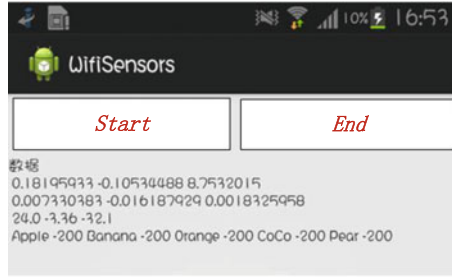 10% 16:53
WifiSensors
Start End
数据
0.18195933 -0.10534488 8.7532015
0.007330383 -0.016187929 0.0018325958
24.0 -3.36 -32.1
Apple -200 Banana -200 Orange -200 CoCo -200 Pear -200